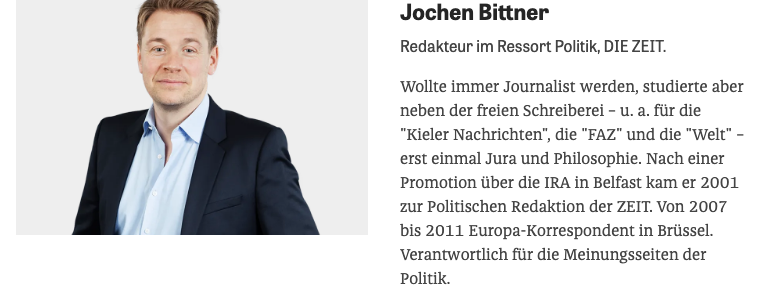 Jochen Bittner
Redakteur im Ressort Politik, DIE ZEIT.
Wollte immer Journalist werden, studierte aber
neben der freien Schreiberei – u. a. für die
"Kieler Nachrichten", die "FAZ" und die "Welt" –
erst einmal Jura und Philosophie. Nach einer
Promotion über die IRA in Belfast kam er 2001
zur Politischen Redaktion der ZEIT. Von 2007
bis 2011 Europa-Korrespondent in Brüssel.
Verantwortlich für die Meinungsseiten der
Politik.